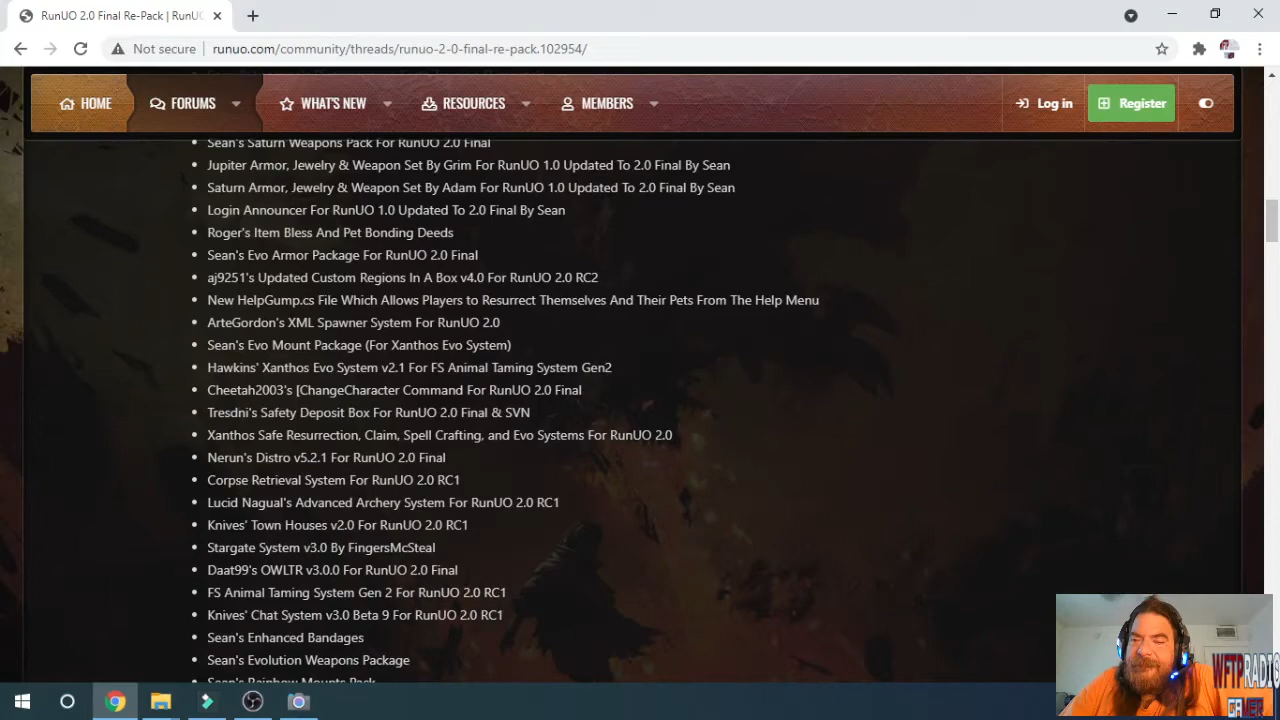 RunUO 2.0 Final Re-Pack | RunUO
Not secure runuo.com/community/threads/runuo-2-0-final-re-pack.102954/
HOME FORUMS WHAT'S NEW RESOURCES MEMBERS Log in Register
Sean's Saturn Weapons Pack For RunUO 2.0 Final
Jupiter Armor, Jewelry & Weapon Set By Grim For RunUO 1.0 Updated To 2.0 Final By Sean
Saturn Armor, Jewelry & Weapon Set By Adam For RunUO 1.0 Updated To 2.0 Final By Sean
Login Announcer For RunUO 1.0 Updated To 2.0 Final By Sean
Roger's Item Bless And Pet Bonding Deeds
Sean's Evo Armor Package For RunUO 2.0 Final
aj9251's Updated Custom Regions In A Box v4.0 For RunUO 2.0 RC2
New HelpGump.cs File Which Allows Players to Resurrect Themselves And Their Pets From The Help Menu
ArteGordon's XML Spawner System For RunUO 2.0
Sean's Evo Mount Package (For Xanthos Evo System)
Hawkins' Xanthos Evo System v2.1 For FS Animal Taming System Gen2
Cheetah2003's [ChangeCharacter Command For RunUO 2.0 Final
Tresdni's Safety Deposit Box For RunUO 2.0 Final & SVN
Xanthos Safe Resurrection, Claim, Spell Crafting, and Evo Systems For RunUO 2.0
Nerun's Distro v5.2.1 For RunUO 2.0 Final
Corpse Retrieval System For RunUO 2.0 RC1
Lucid Nagual's Advanced Archery System For RunUO 2.0 RC1
Knives' Town Houses v2.0 For RunUO 2.0 RC1
Stargate System v3.0 By FingersMcSteal
Daat99's OWLTR v3.0.0 For RunUO 2.0 Final
FS Animal Taming System Gen 2 For RunUO 2.0 RC1
Knives' Chat System v3.0 Beta 9 For RunUO 2.0 RC1
Sean's Enhanced Bandages
Sean's Evolution Weapons Package
Sean's Rainbow Mounts Pack
WFTPRADIO
GAMER